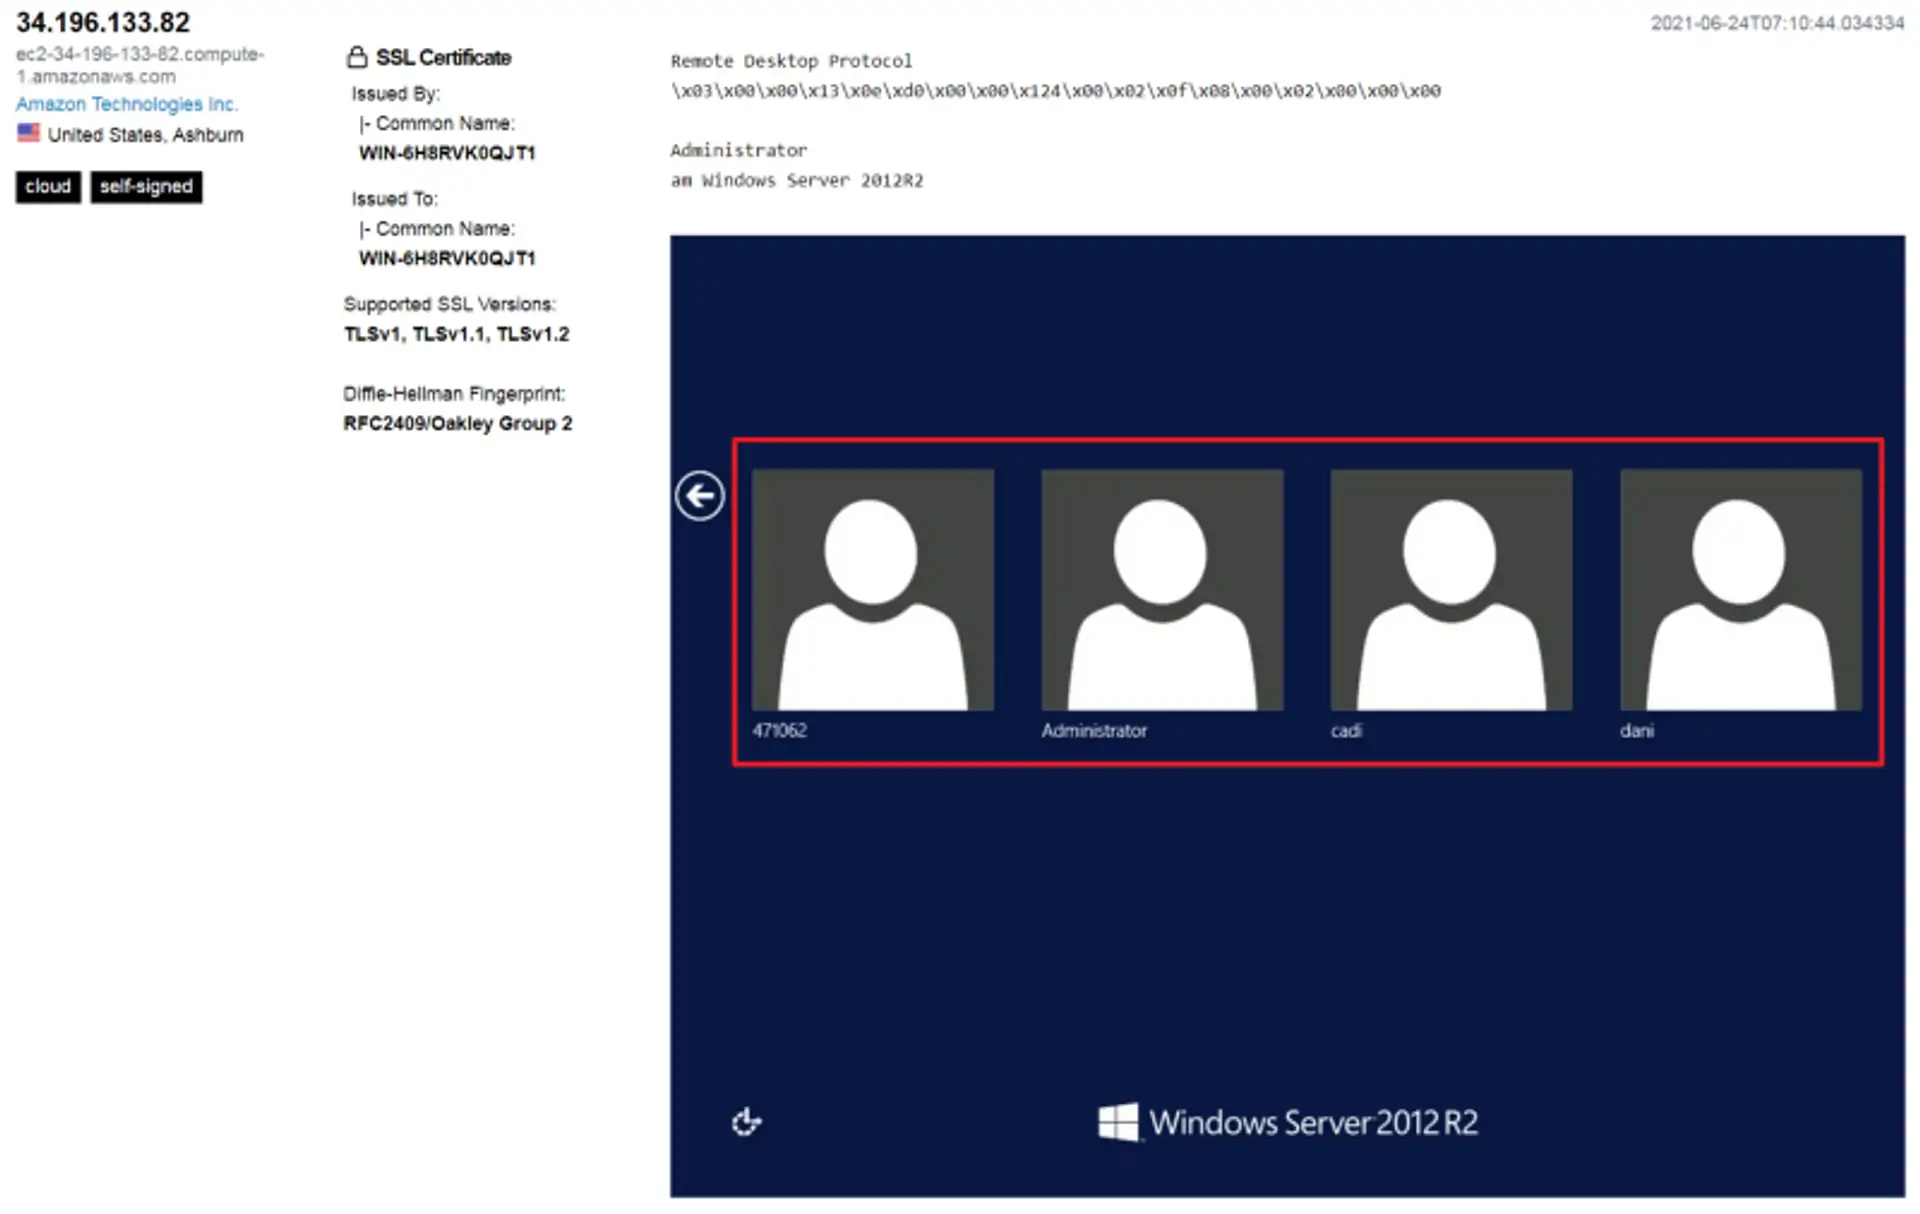 34.196.133.82
ec2-34-196-133-82.compute-
1.amazonaws.com
Amazon Technologies Inc.
United States, Ashburn
cloud
self-signed
SSL Certificate
Issued By:
|- Common Name:
WIN-6H8RVK0QJT1
Issued To:
|- Common Name:
WIN-6H8RVK0QJT1
Supported SSL Versions:
TLSv1, TLSv1.1, TLSv1.2
Diffie-Hellman Fingerprint:
RFC2409/Oakley Group 2
2021-06-24T07:10:44.034334
Remote Desktop Protocol
\x03\x00\x00\x13\x0e\xd0\x00\x00\x124\x00\x02\x0f\x08\x00\x02\x00\x00\x00
Administrator
am Windows Server 2012R2
471062
Administrator
cadi
dani
Windows Server 2012 R2